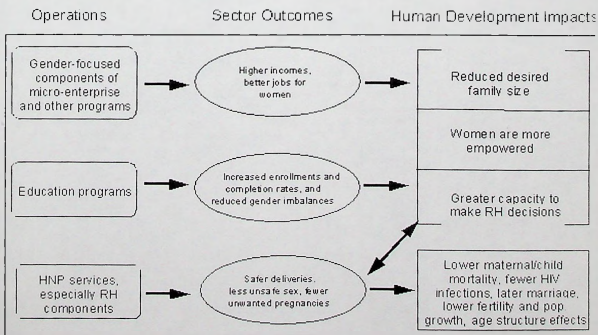 Operations
Sector Outcomes
Human Development Impacts
Gender-focused
components of
micro-enterprise
and other programs
Higher incomes,
better jobs for
women
Reduced desired
family size
Women are more
empowered
Education programs
Increased enrollments and
completion rates, and
reduced gender imbalances
Greater capacity to
make RH decisions
HNP services,
especially RH
components
Safer deliveries,
less unsafe sex, fewer
unwanted pregnancies
Lower maternal/child
mortality, fewer HIV
infections, later marriage,
lower fertility and pop.
growth, age structure effects